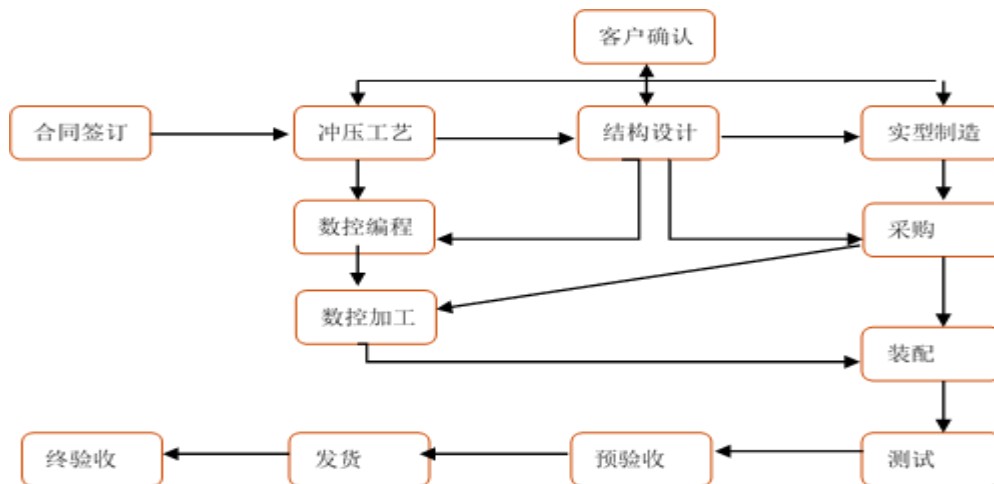 客户确认
合同签订
冲压工艺
结构设计
实型制造
数控编程
采购
数控加工
装配
终验收
发货
预验收
测试